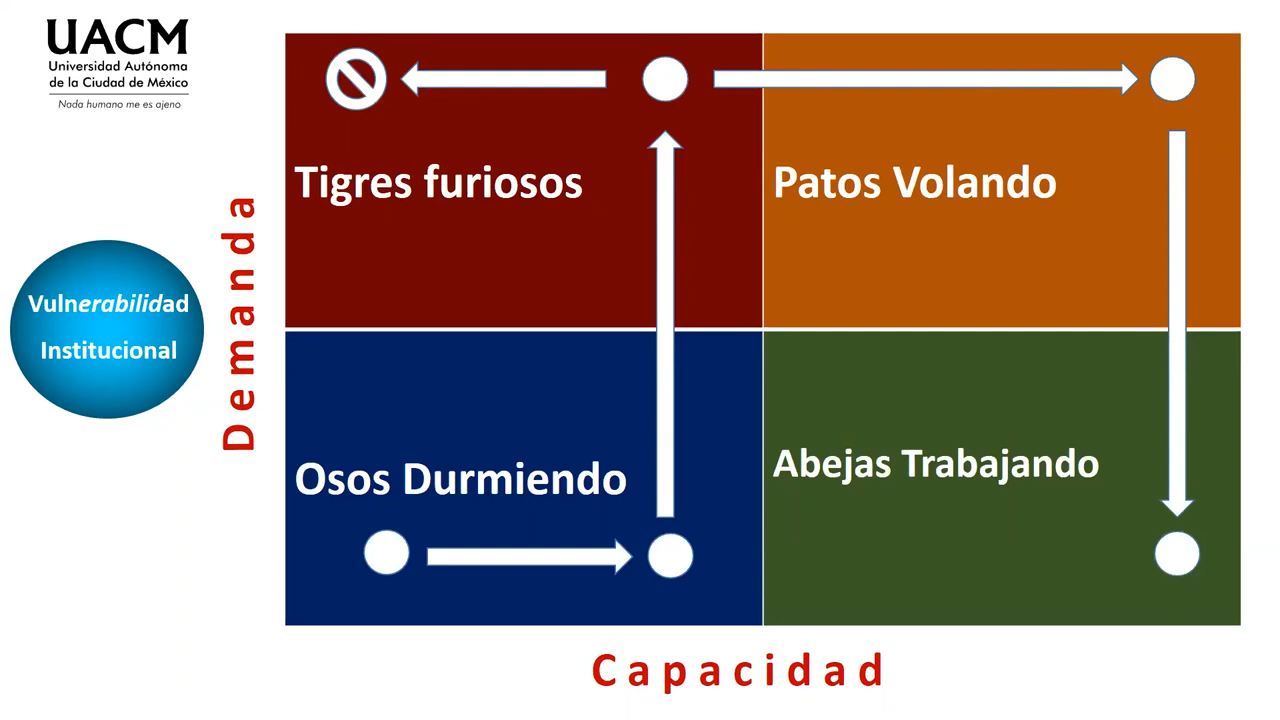 UACM
Universidad Autónoma
de la Ciudad de México
Nada humano me es ajeno
Tigres furiosos
Patos Volando
Demanda
Vulnerabilidad
Institucional
Osos Durmiendo
Abejas Trabajando
Capacidad